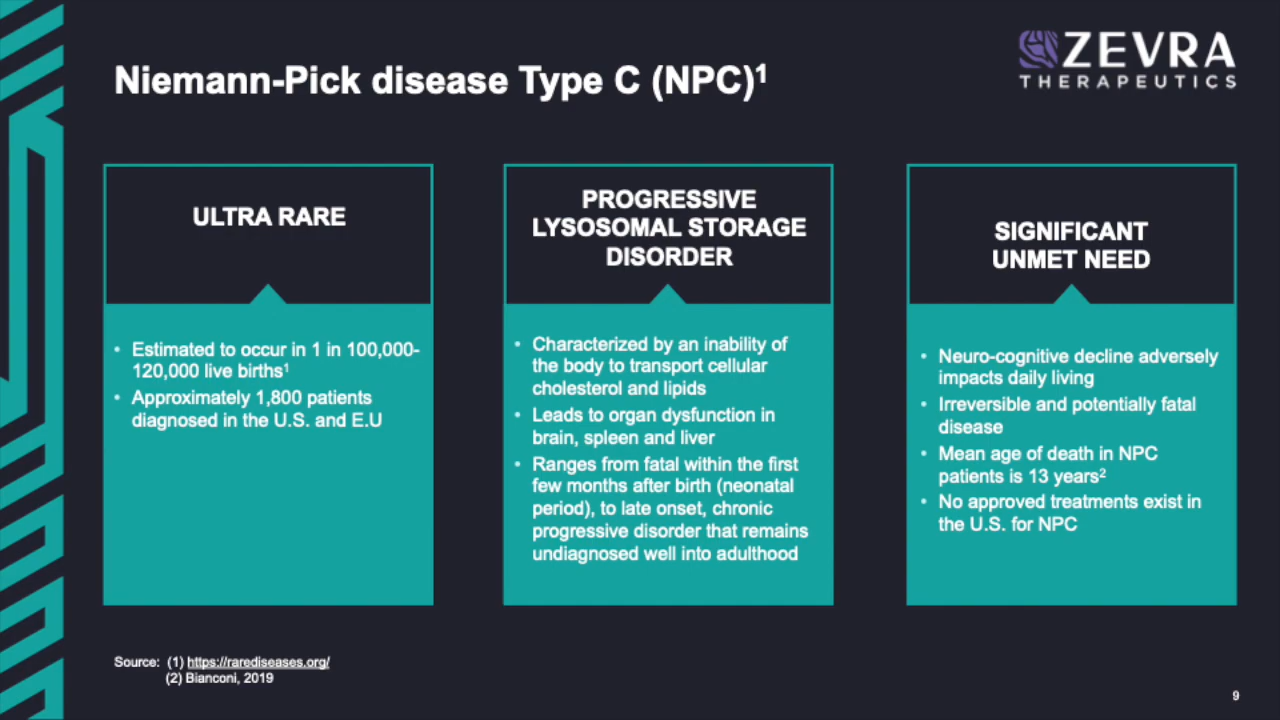 ZEVRA
THERAPEUTICS
Niemann-Pick disease Type C (NPC)¹
ULTRA RARE
• Estimated to occur in 1 in 100,000-
120,000 live births¹
• Approximately 1,800 patients
diagnosed in the U.S. and E.U
PROGRESSIVE
LYSOSOMAL STORAGE
DISORDER
• Characterized by an inability of
the body to transport cellular
cholesterol and lipids
• Leads to organ dysfunction in
brain, spleen and liver
• Ranges from fatal within the first
few months after birth (neonatal
period), to late onset, chronic
progressive disorder that remains
undiagnosed well into adulthood
SIGNIFICANT
UNMET NEED
• Neuro-cognitive decline adversely
impacts daily living
• Irreversible and potentially fatal
disease
• Mean age of death in NPC
patients is 13 years²
• No approved treatments exist in
the U.S. for NPC
Source: (1) https://rarediseases.org/
(2) Bianconi, 2019
9